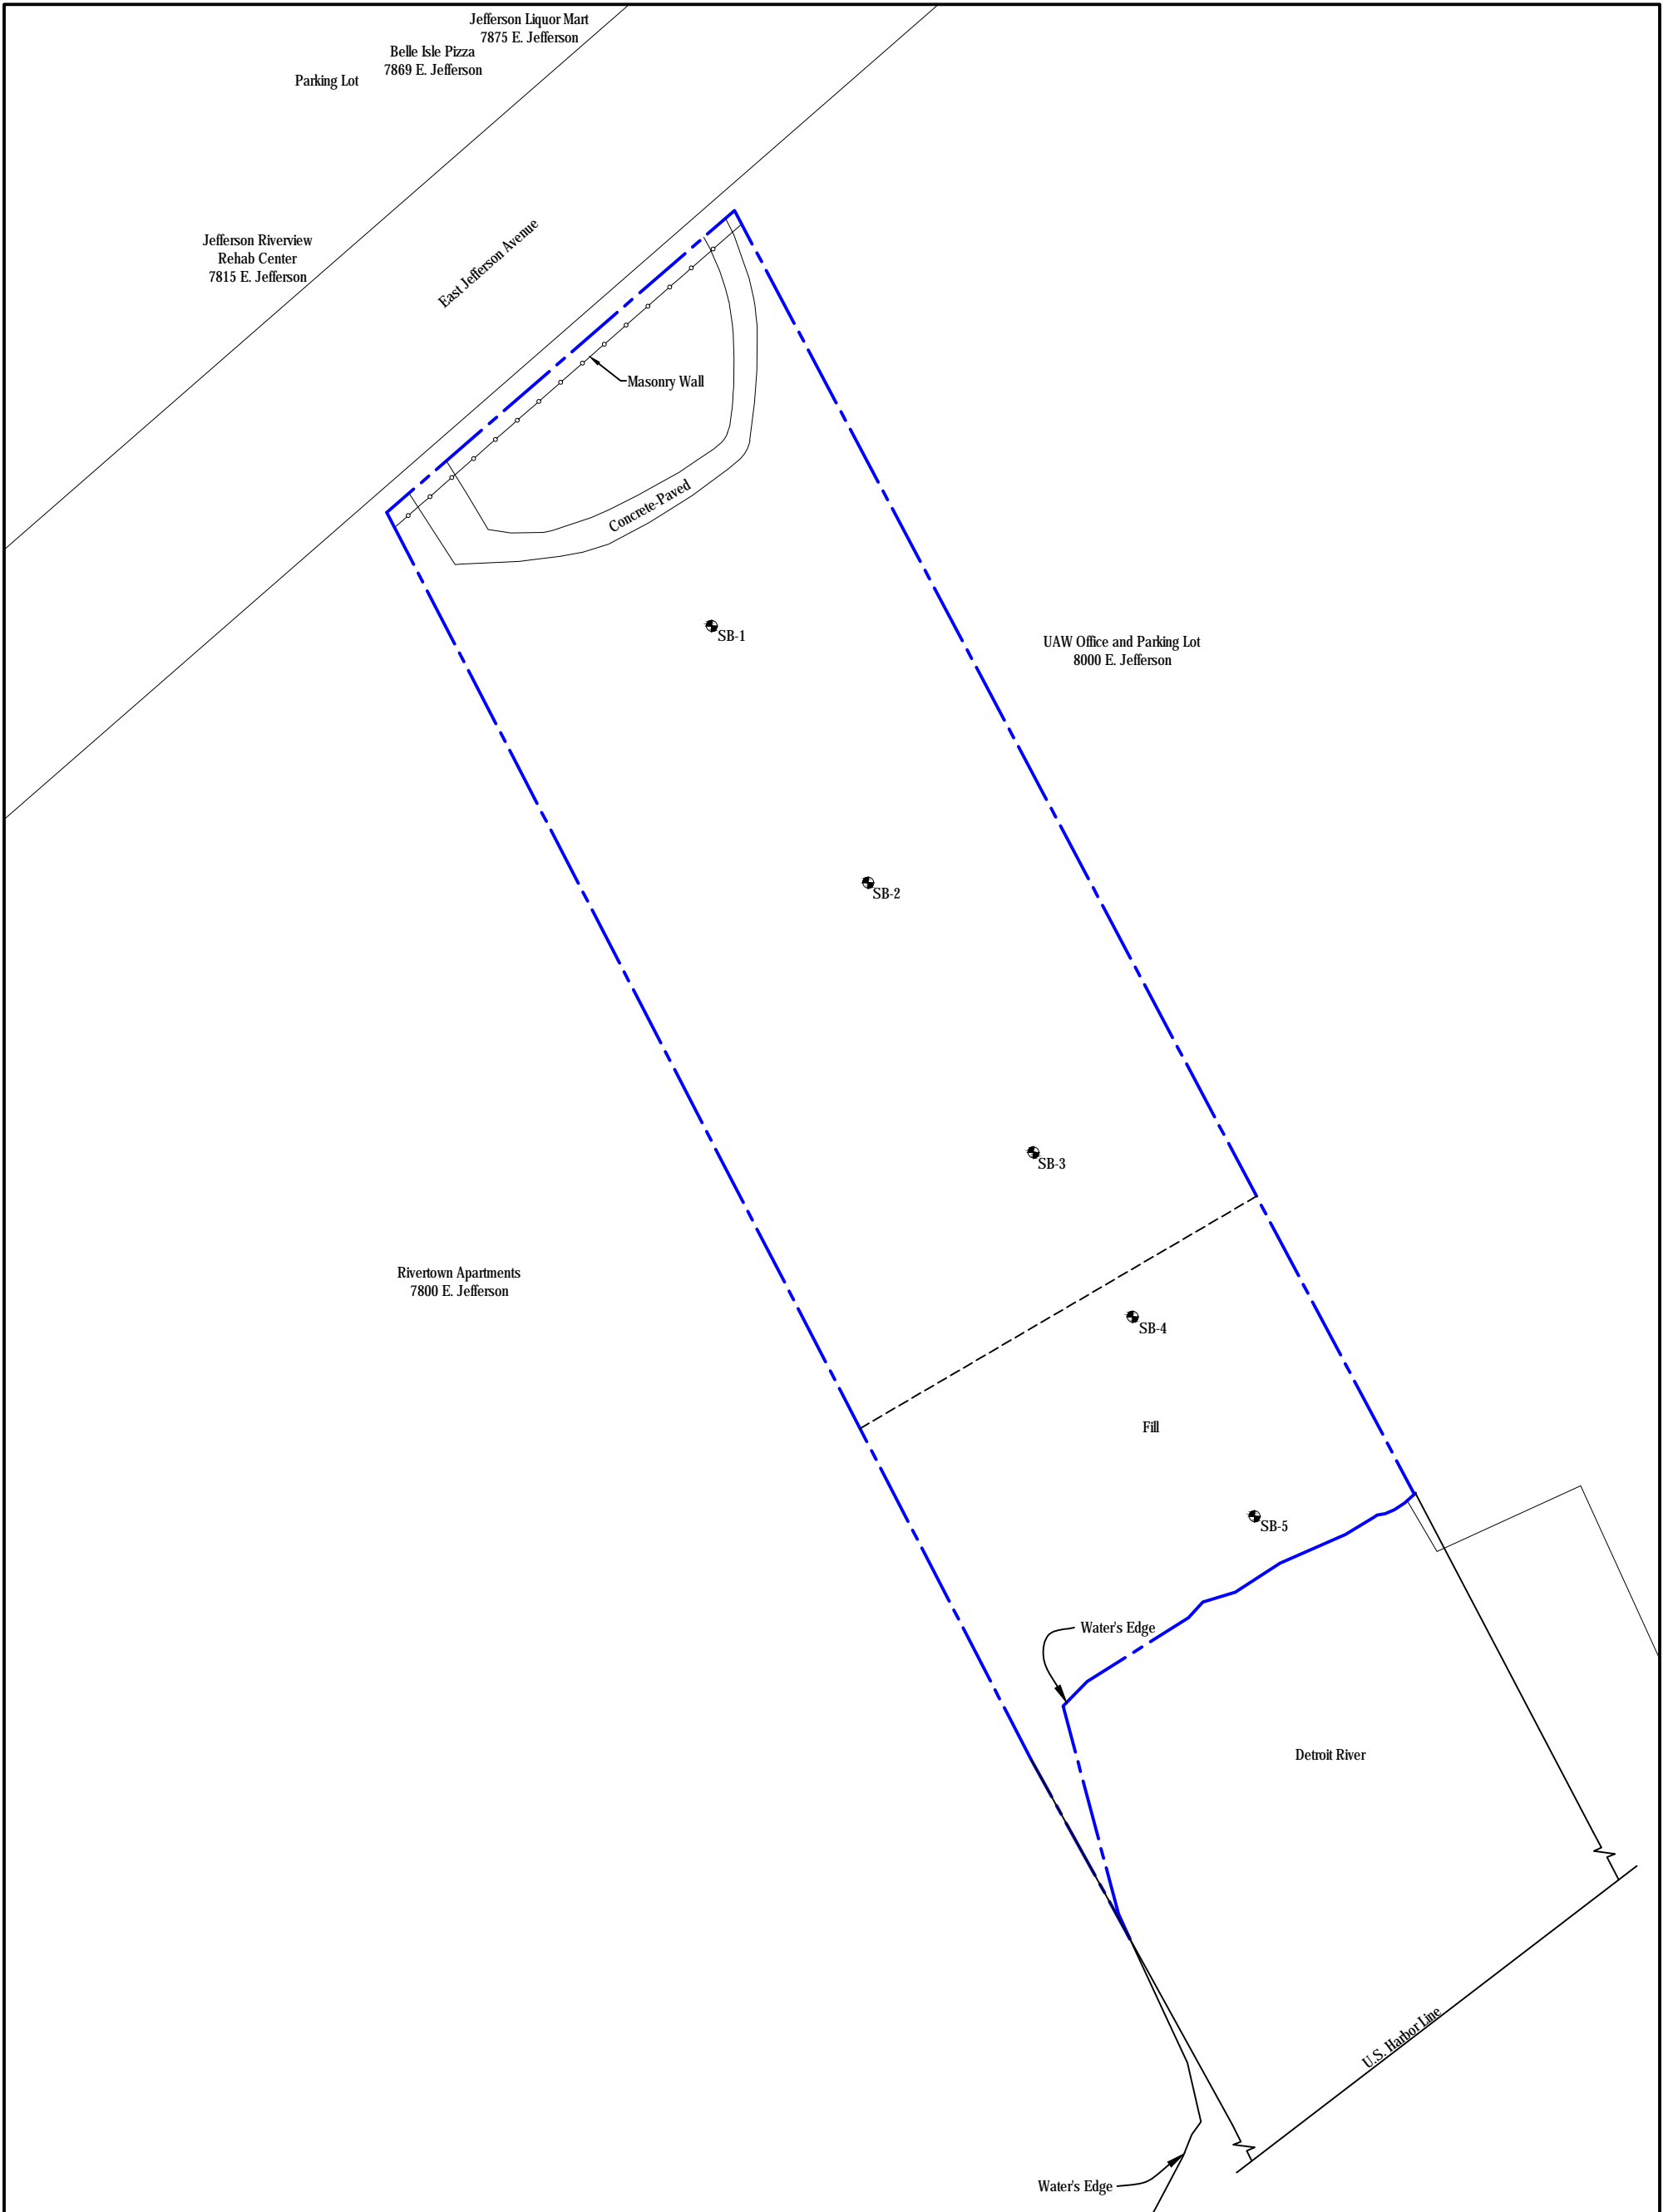 Jefferson Liquor Mart
7875 E. Jefferson
Belle Isle Pizza
7869 E. Jefferson
Parking Lot
Jefferson Riverview
Rehab Center
7815 E. Jefferson
East Jefferson Avenue
Masonry Wall
Concrete-Paved
SB-1
UAW Office and Parking Lot
8000 E. Jefferson
SB-2
SB-3
Rivertown Apartments
7800 E. Jefferson
SB-4
Fill
SB-5
Water's Edge
Detroit River
U.S. Harbor Line
Water's Edge